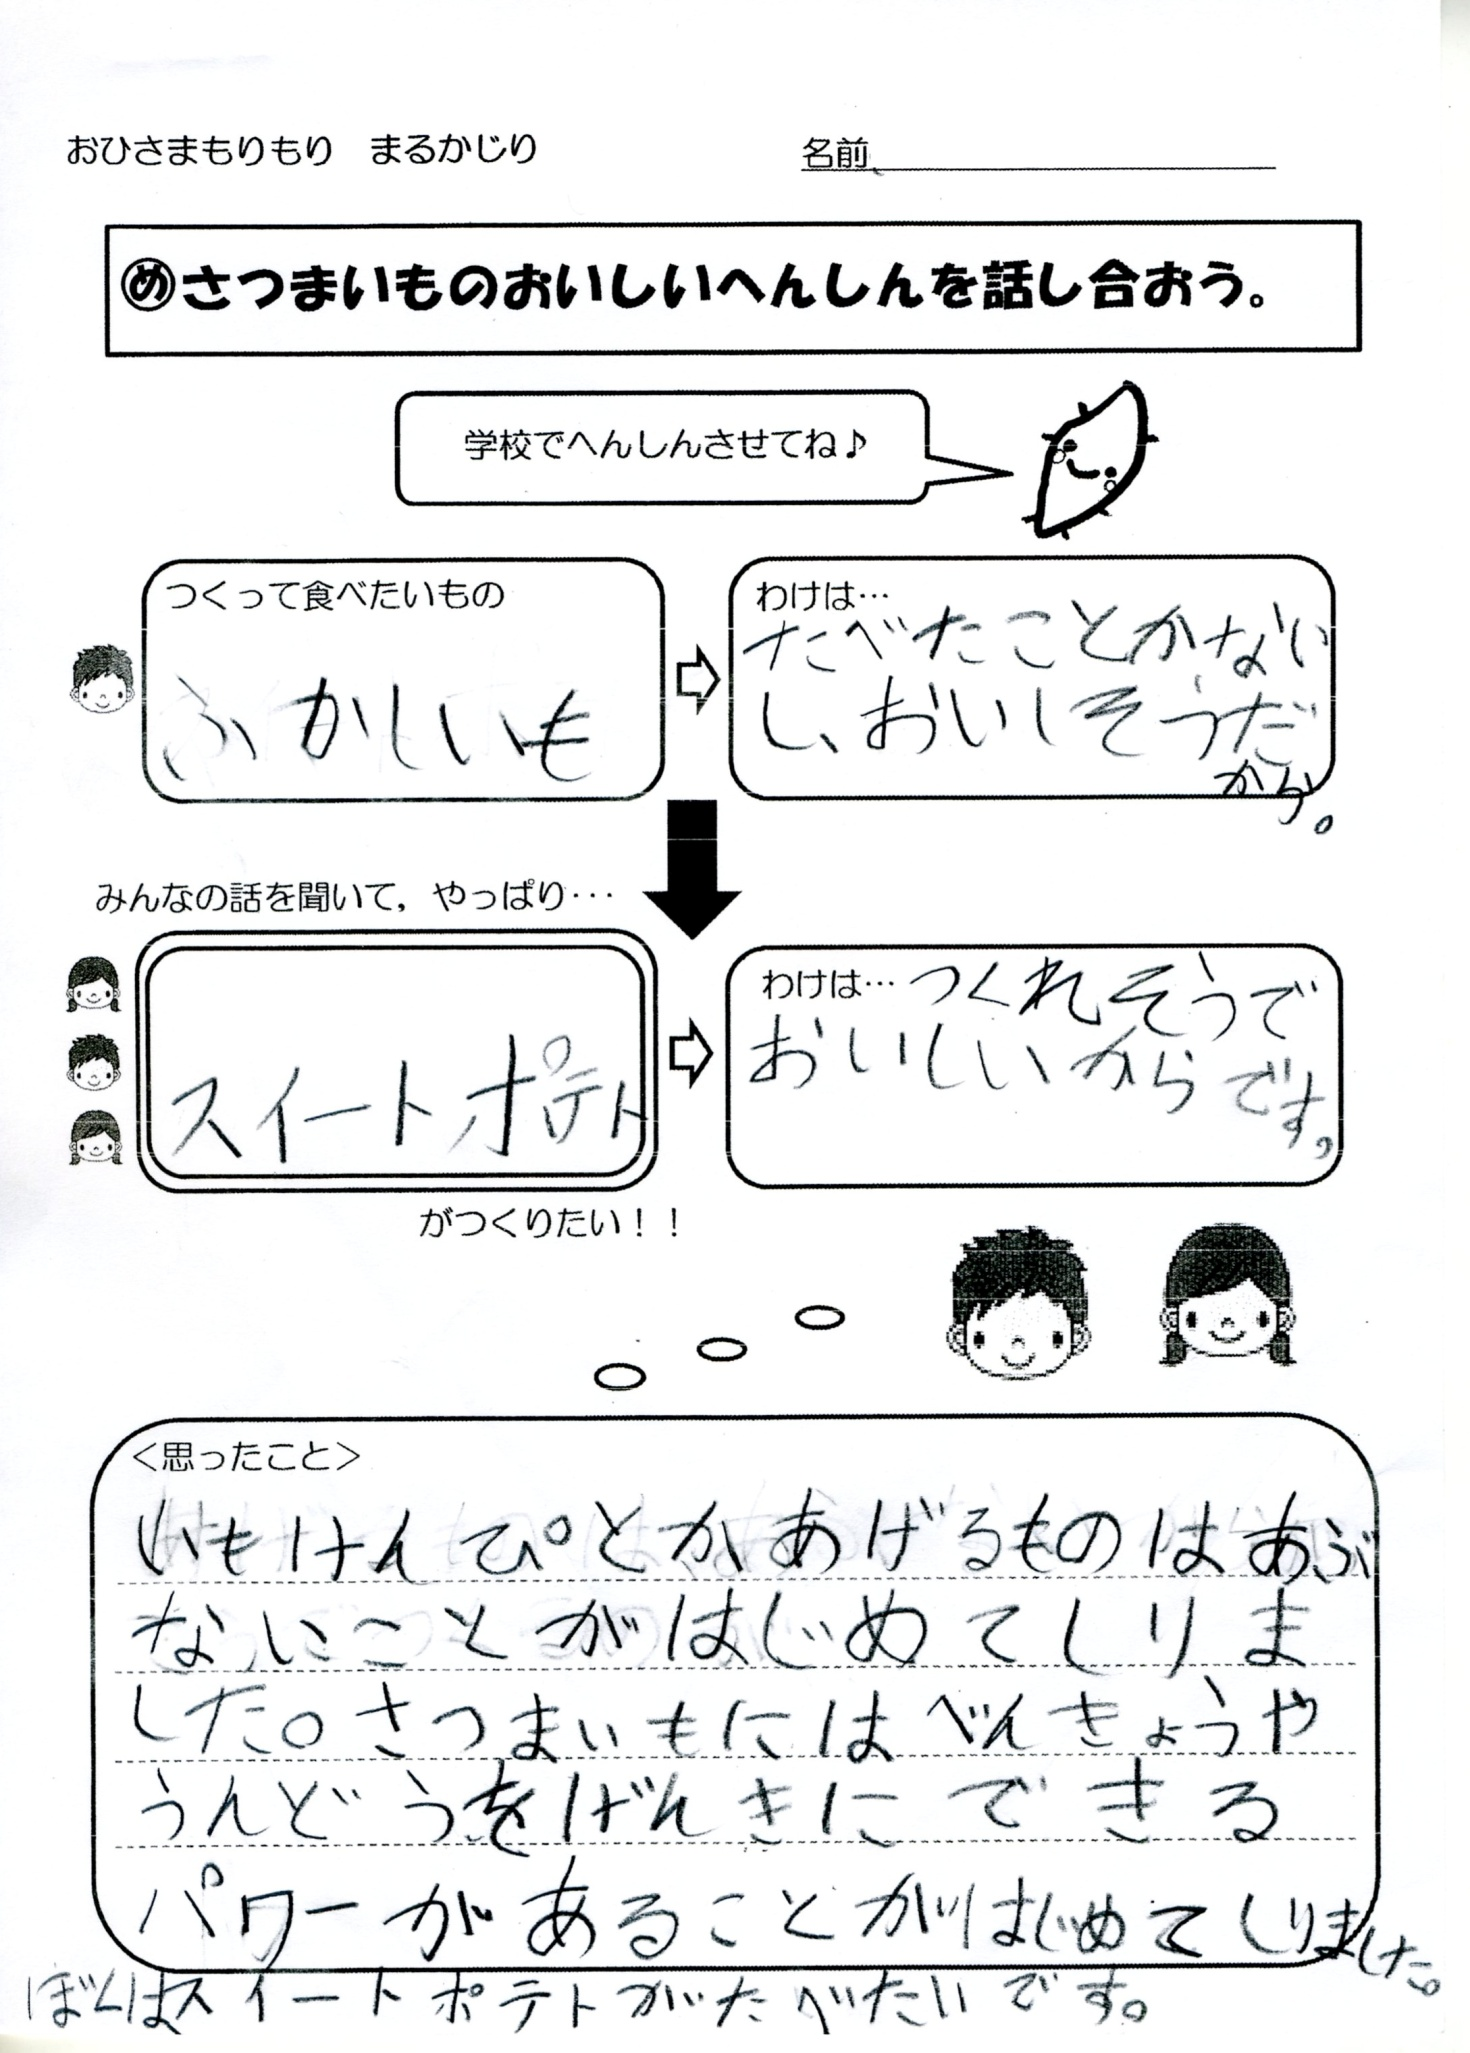 おひさまもりもり　まるかじり
名前
めさつまいものおいしいへんしんを話し合おう。
学校でへんしんさせてね♪
つくって食べたいもの
ふかしいも
わけは…
たべたことかない
し、おいしそうだ
から。
みんなの話を聞いて，やっぱり…
スイートポテト
がつくりたい！！
わけは…つくれそうで
おいしいからです。
＜思ったこと＞
いもけんぴとかあげるものはあぶ
ないことがはじめてしりま
した。さつまいもにはべんきょうや
うんどうをげんきにできる
パワーがあることがはじめてしりました。
ぼくはスイートポテトがたべたいです。